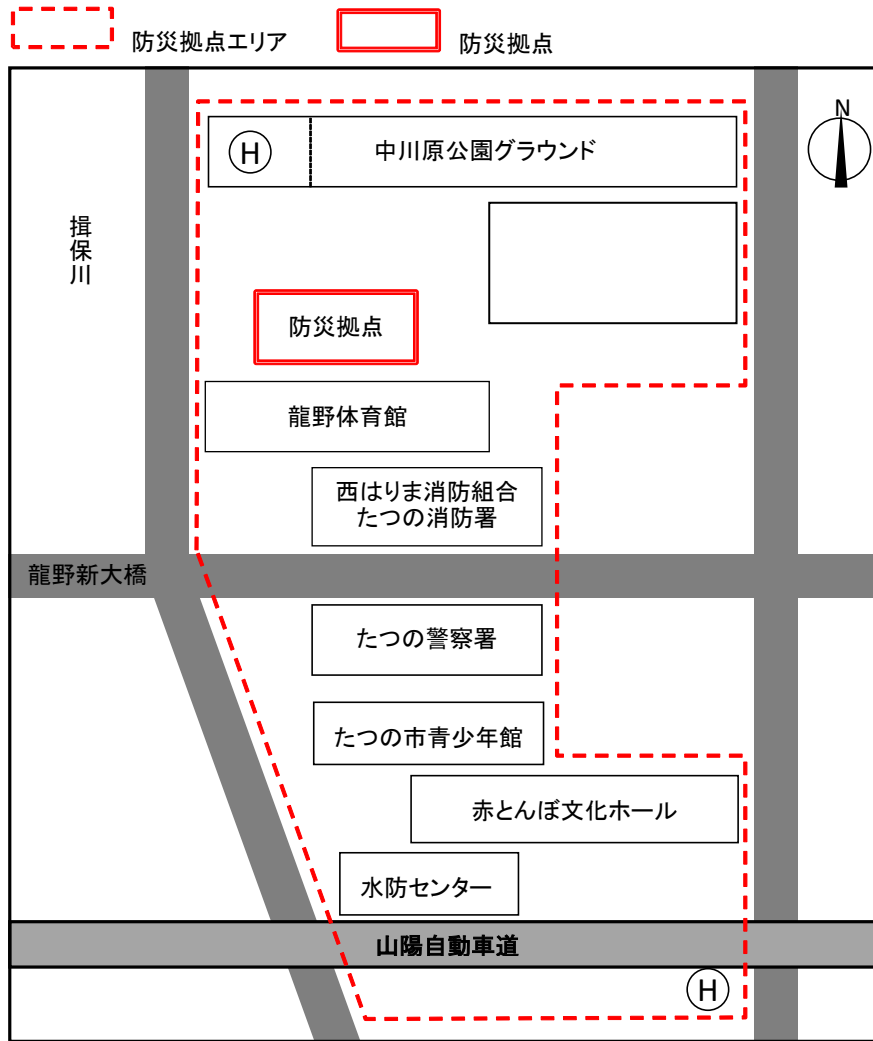 防災拠点エリア
防災拠点
N
H
中川原公園グラウンド
揖保川
防災拠点
龍野体育館
西はりま消防組合
たつの消防署
龍野新大橋
たつの警察署
たつの市青少年館
赤とんぼ文化ホール
水防センター
山陽自動車道
H